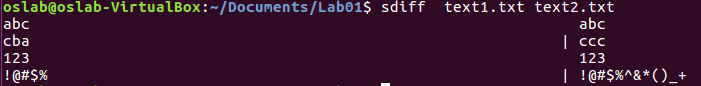 oslab@oslab-VirtualBox:~/Documents/Lab01$ sdiff  text1.txt text2.txt
abc                                                             abc
cba                                                           | ccc
123                                                             123
!@#$%                                                         | !@#$%^&*()_+